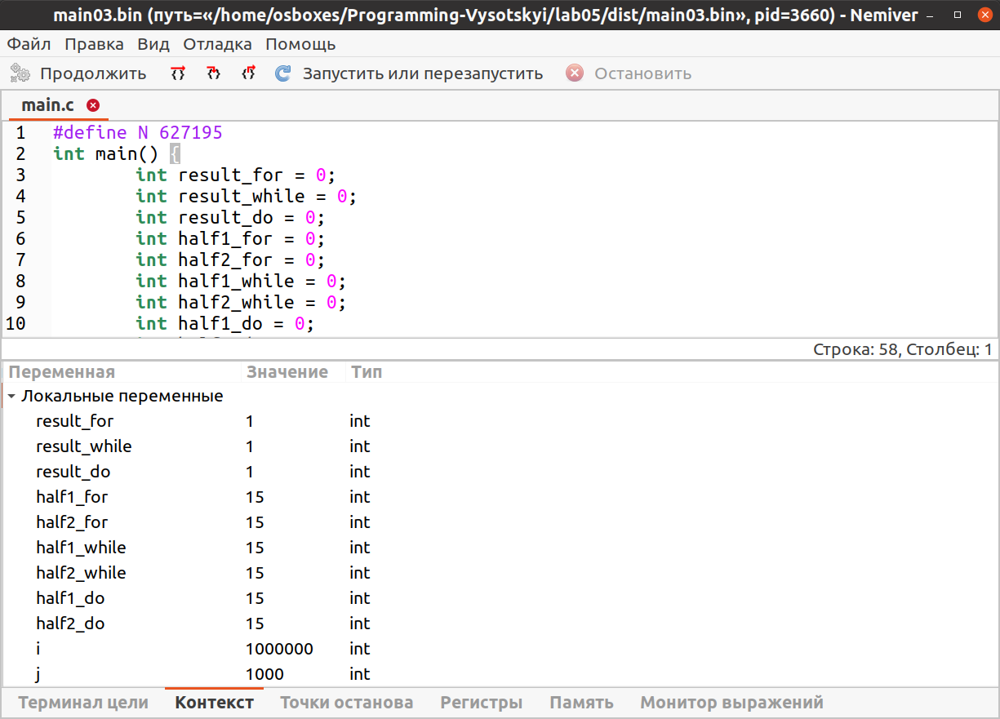 main03.bin (путь=«/home/osboxes/Programming-Vysotskyi/lab05/dist/main03.bin», pid=3660) - Nemiver
Файл Правка Вид Отладка Помощь
Продолжить Запустить или перезапустить Остановить
main.c
1 #define N 627195
2 int main() {
3 int result_for = 0;
4 int result_while = 0;
5 int result_do = 0;
6 int half1_for = 0;
7 int half2_for = 0;
8 int half1_while = 0;
9 int half2_while = 0;
10 int half1_do = 0;
Строка: 58, Столбец: 1
Переменная Значение Тип
Локальные переменные
result_for 1 int
result_while 1 int
result_do 1 int
half1_for 15 int
half2_for 15 int
half1_while 15 int
half2_while 15 int
half1_do 15 int
half2_do 15 int
i 1000000 int
j 1000 int
Терминал цели Контекст Точки останова Регистры Память Монитор выражений